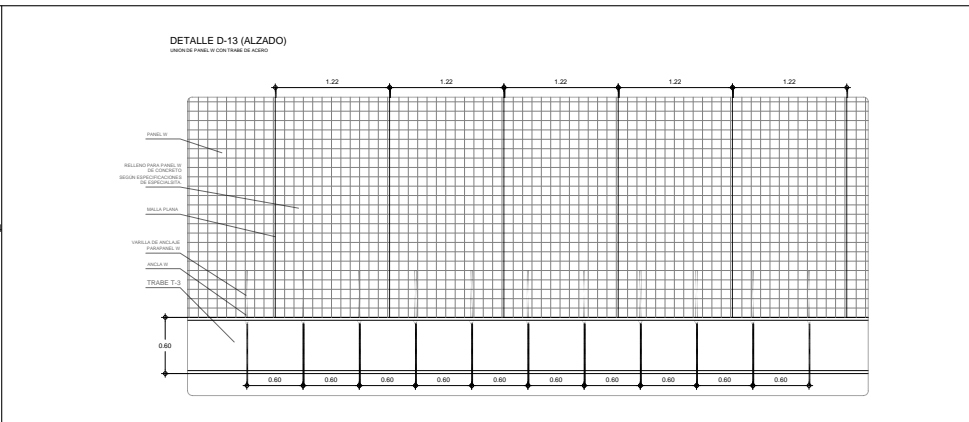 DETALLE D-13 (ALZADO)
UNION DE PANEL W CON TRABE DE ACERO
1.22 1.22 1.22 1.22 1.22
PANEL W
RELLENO PARA PANEL W
DE CONCRETO
SEGÚN ESPECIFICACIONES
DE ESPECIALSITA.
MALLA PLANA
VARILLA DE ANCLAJE
PARAPANEL W
ANCLA W
TRABE T-3
0.60
0.60 0.60 0.60 0.60 0.60 0.60 0.60 0.60 0.60 0.60